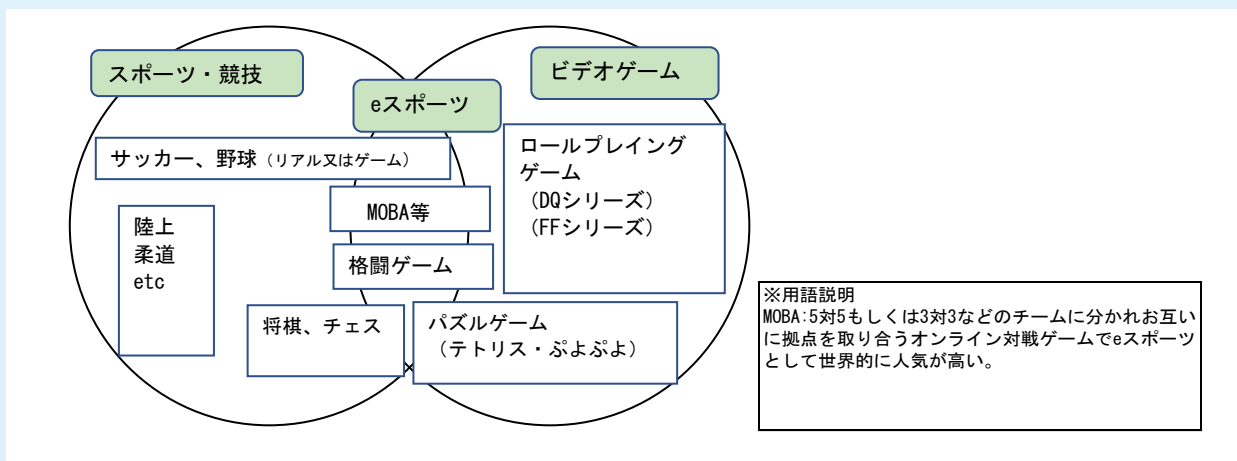 スポーツ・競技
eスポーツ
ビデオゲーム
サッカー、野球（リアル又はゲーム）
MOBA等
格闘ゲーム
陸上
柔道
etc
将棋、チェス
ロールプレイング
ゲーム
（DQシリーズ）
（FFシリーズ）
パズルゲーム
（テトリス・ぷよぷよ）
※用語説明
MOBA:5対5もしくは3対3などのチームに分かれお互い
に拠点を取り合うオンライン対戦ゲームでeスポーツ
として世界的に人気が高い。